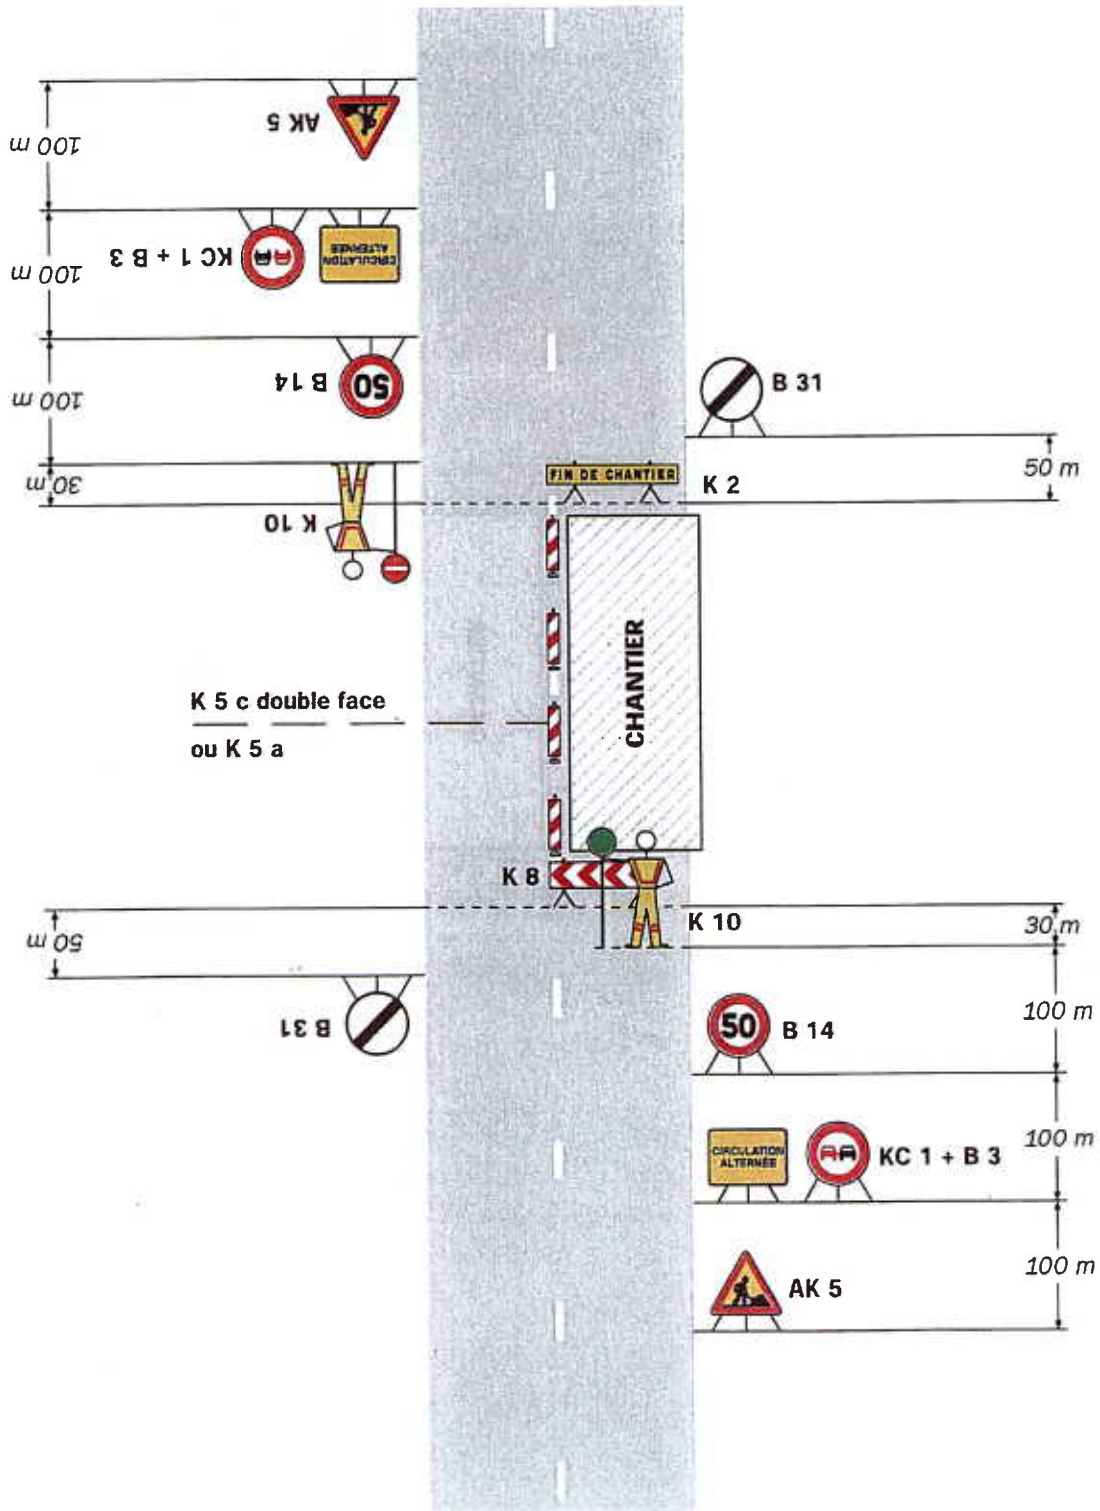 AK 5
100 m
KC 1 + B 3
CIRCULATION
ALTERNÉE
100 m
B 14
50
100 m
B 31
50 m
FIN DE CHANTIER
K 2
30 m
K 10
CHANTIER
K 5 c double face
ou K 5 a
K 8
K 10
30 m
50 m
B 31
50
B 14
100 m
CIRCULATION
ALTERNÉE
KC 1 + B 3
100 m
AK 5
100 m